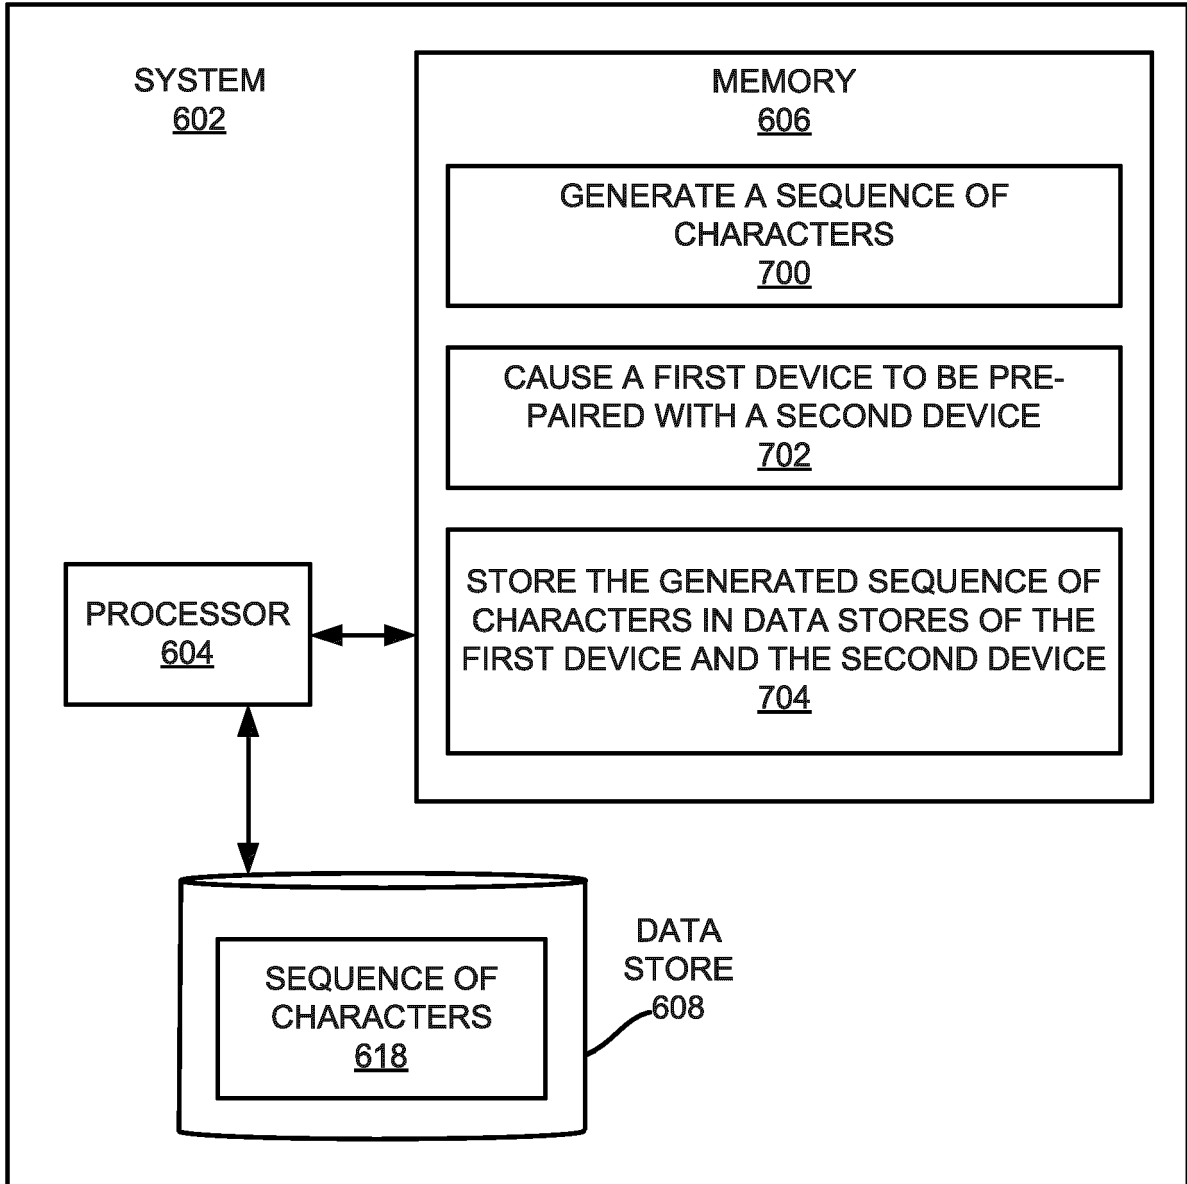 SYSTEM
602
MEMORY
606
GENERATE A SEQUENCE OF
CHARACTERS
700
CAUSE A FIRST DEVICE TO BE PRE-
PAIRED WITH A SECOND DEVICE
702
STORE THE GENERATED SEQUENCE OF
CHARACTERS IN DATA STORES OF THE
FIRST DEVICE AND THE SECOND DEVICE
704
PROCESSOR
604
DATA
STORE
608
SEQUENCE OF
CHARACTERS
618